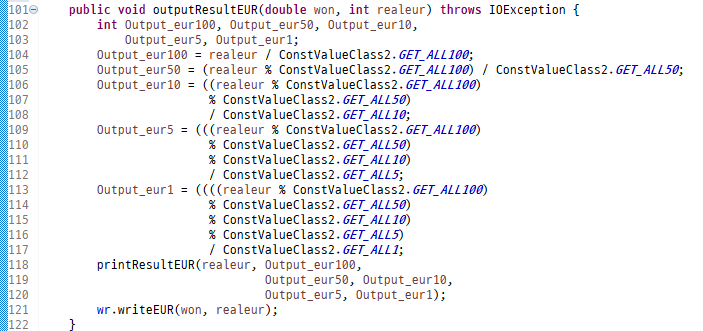 101 public void outputResultEUR(double won, int realeur) throws IOException {
102 int Output_eur100, Output_eur50, Output_eur10,
103 Output_eur5, Output_eur1;
104 Output_eur100 = realeur / ConstValueClass2.GET_ALL100;
105 Output_eur50 = (realeur % ConstValueClass2.GET_ALL100) / ConstValueClass2.GET_ALL50;
106 Output_eur10 = ((realeur % ConstValueClass2.GET_ALL100)
107 % ConstValueClass2.GET_ALL50)
108 / ConstValueClass2.GET_ALL10;
109 Output_eur5 = (((realeur % ConstValueClass2.GET_ALL100)
110 % ConstValueClass2.GET_ALL50)
111 % ConstValueClass2.GET_ALL10)
112 / ConstValueClass2.GET_ALL5;
113 Output_eur1 = ((((realeur % ConstValueClass2.GET_ALL100)
114 % ConstValueClass2.GET_ALL50)
115 % ConstValueClass2.GET_ALL10)
116 % ConstValueClass2.GET_ALL5)
117 / ConstValueClass2.GET_ALL1;
118 printResultEUR(realeur, Output_eur100,
119 Output_eur50, Output_eur10,
120 Output_eur5, Output_eur1);
121 wr.writeEUR(won, realeur);
122 }